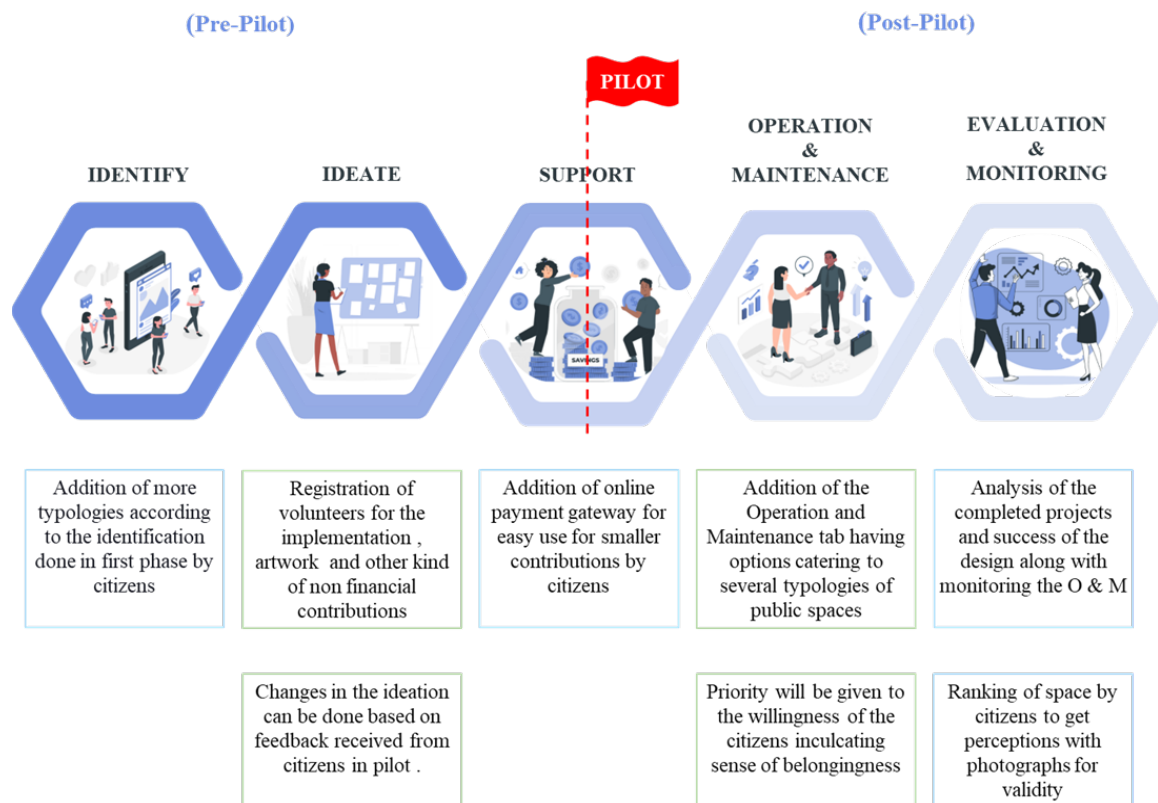 (Pre-Pilot)
(Post-Pilot)
PILOT
IDENTIFY
IDEATE
SUPPORT
OPERATION
&
MAINTENANCE
EVALUATION
&
MONITORING
SAVINGS
Addition of more
typologies according
to the identification
done in first phase by
citizens
Registration of
volunteers for the
implementation ,
artwork and other kind
of non financial
contributions
Addition of online
payment gateway for
easy use for smaller
contributions by
citizens
Addition of the
Operation and
Maintenance tab having
options catering to
several typologies of
public spaces
Analysis of the
completed projects
and success of the
design along with
monitoring the O & M
Changes in the ideation
can be done based on
feedback received from
citizens in pilot .
Priority will be given to
the willingness of the
citizens inculcating
sense of belongingness
Ranking of space by
citizens to get
perceptions with
photographs for
validity